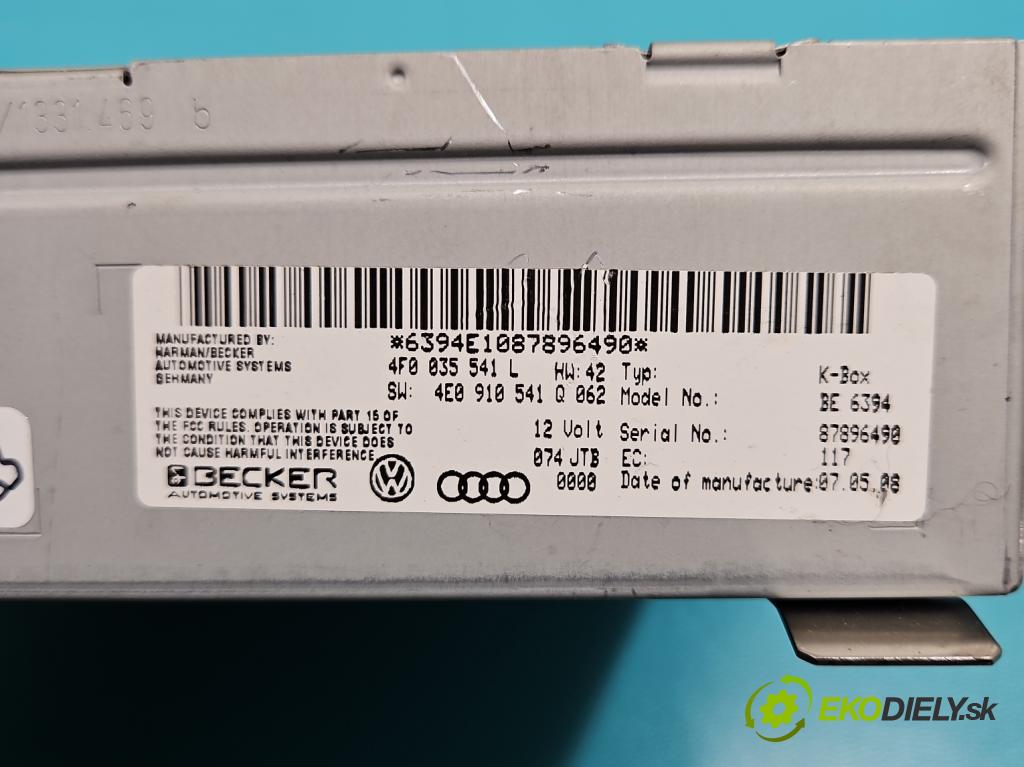 /1331.469 b
*6394E1087896490*
MANUFACTURED BY:
HARMAN/BECKER
AUTOMOTIVE SYSTEMS
GERMANY
4F0 035 541 L HW: 42 Typ: K-Box
SW: 4E0 910 541 Q 062 Model No.: BE 6394
THIS DEVICE COMPLIES WITH PART 15 OF
THE FCC RULES. OPERATION IS SUBJECT TO
THE CONDITION THAT THIS DEVICE DOES
NOT CAUSE HARMFUL INTERFERENCE
12 Volt Serial No.: 87896490
074 JTB EC: 117
0000 Date of manufacture:07.05.08
BECKER
AUTOMOTIVE SYSTEMS
EKODIELY.sk